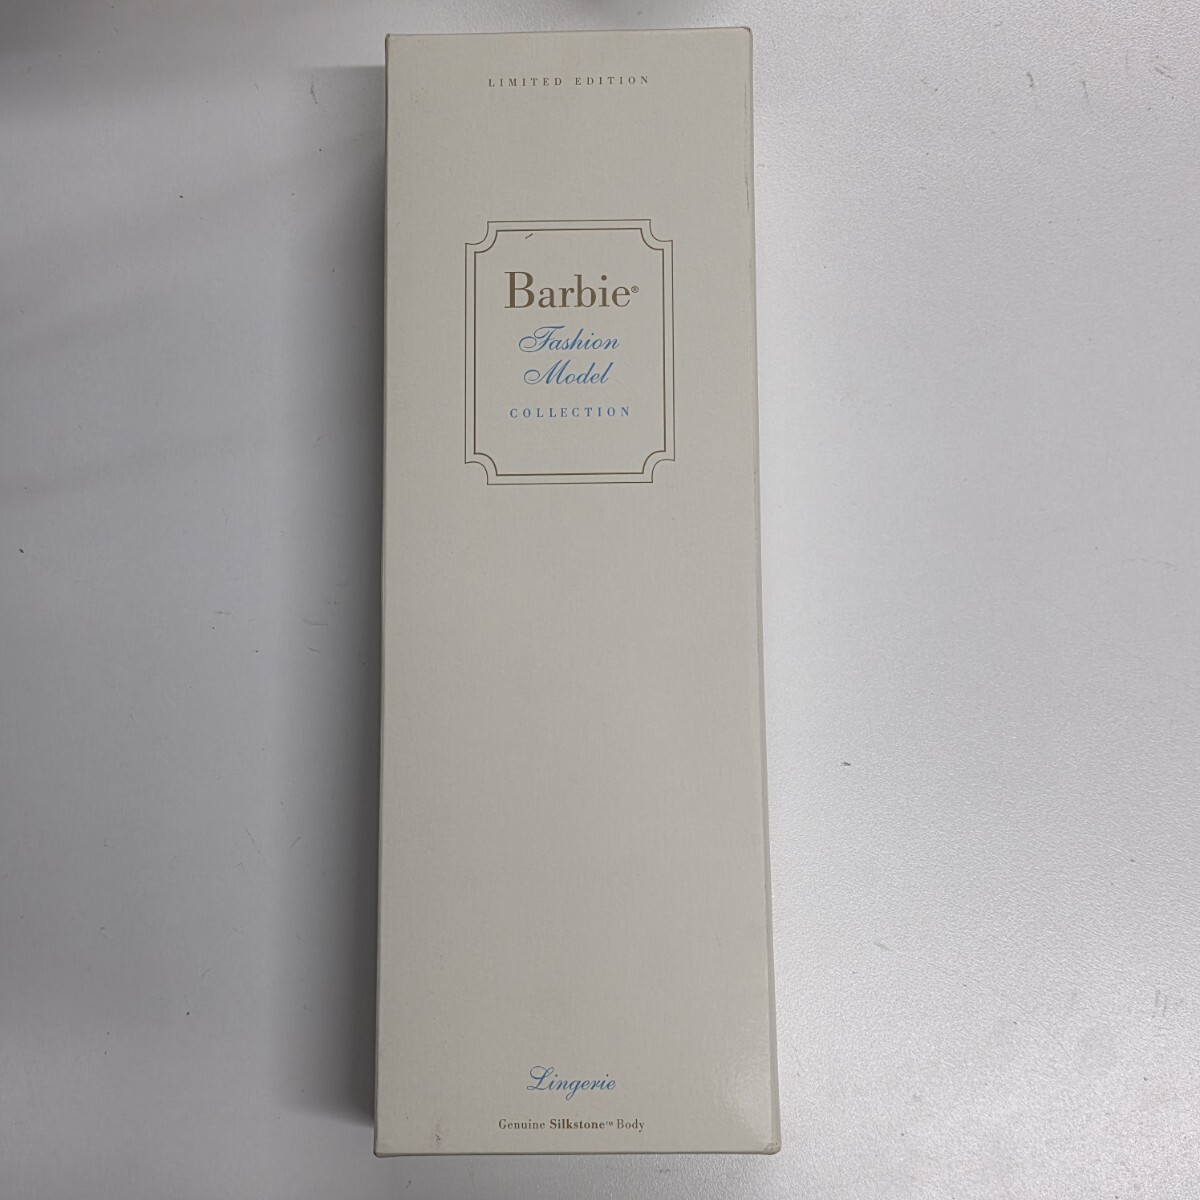 LIMITED EDITION
Barbie®
Fashion
Model
COLLECTION
Lingerie
Genuine Silkstone™ Body